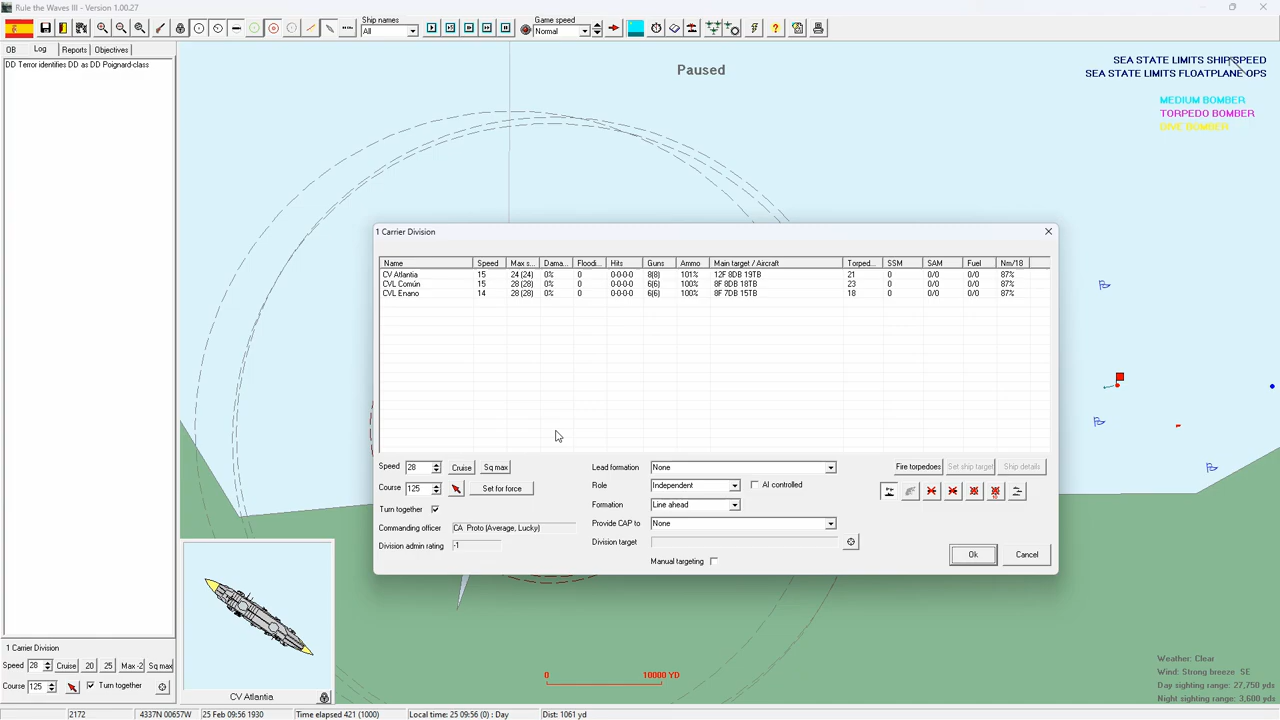 Rule the Waves III - Version 1.00.27
Ship names
All
Game speed
Normal
OB Log Reports Objectives
DD Terror identifies DD as DD Poignard-class
Paused
SEA STATE LIMITS SHIP SPEED
SEA STATE LIMITS FLOATPLANE OPS
MEDIUM BOMBER
TORPEDO BOMBER
DIVE BOMBER
1 Carrier Division
Name Speed Max s... Dama... Floodi... Hits Guns Ammo Main target / Aircraft Torped... SSM SAM Fuel Nm/18
CV Atlantia 15 24 (24) 0% 0 0-0-0-0 8(8) 101% 12F 8DB 19TB 21 0 0/0 0/0 87%
CVL Común 15 28 (28) 0% 0 0-0-0-0 6(6) 100% 8F 8DB 18TB 23 0 0/0 0/0 87%
CVL Enano 14 28 (28) 0% 0 0-0-0-0 6(6) 100% 8F 7DB 15TB 18 0 0/0 0/0 87%
Speed 28 Cruise Sq max
Course 125 Set for force
Turn together
Commanding officer CA Proto (Average, Lucky)
Division admin rating -1
Lead formation None
Role Independent AI controlled
Formation Line ahead
Provide CAP to None
Division target
Manual targeting
Fire torpedoes Set ship target Ship details
Ok Cancel
CV Atlantia
1 Carrier Division
Speed 28 Cruise 20 25 Max -2 Sq max
Course 125 Turn together
0 10000 YD
Weather: Clear
Wind: Strong breeze SE
Day sighting range: 27,750 yds
Night sighting range: 3,600 yds
2172 4337N 00657W 25 Feb 09:56 1930 Time elapsed 421 (1000) Local time: 25 09:56 (0) : Day Dist: 1061 yd